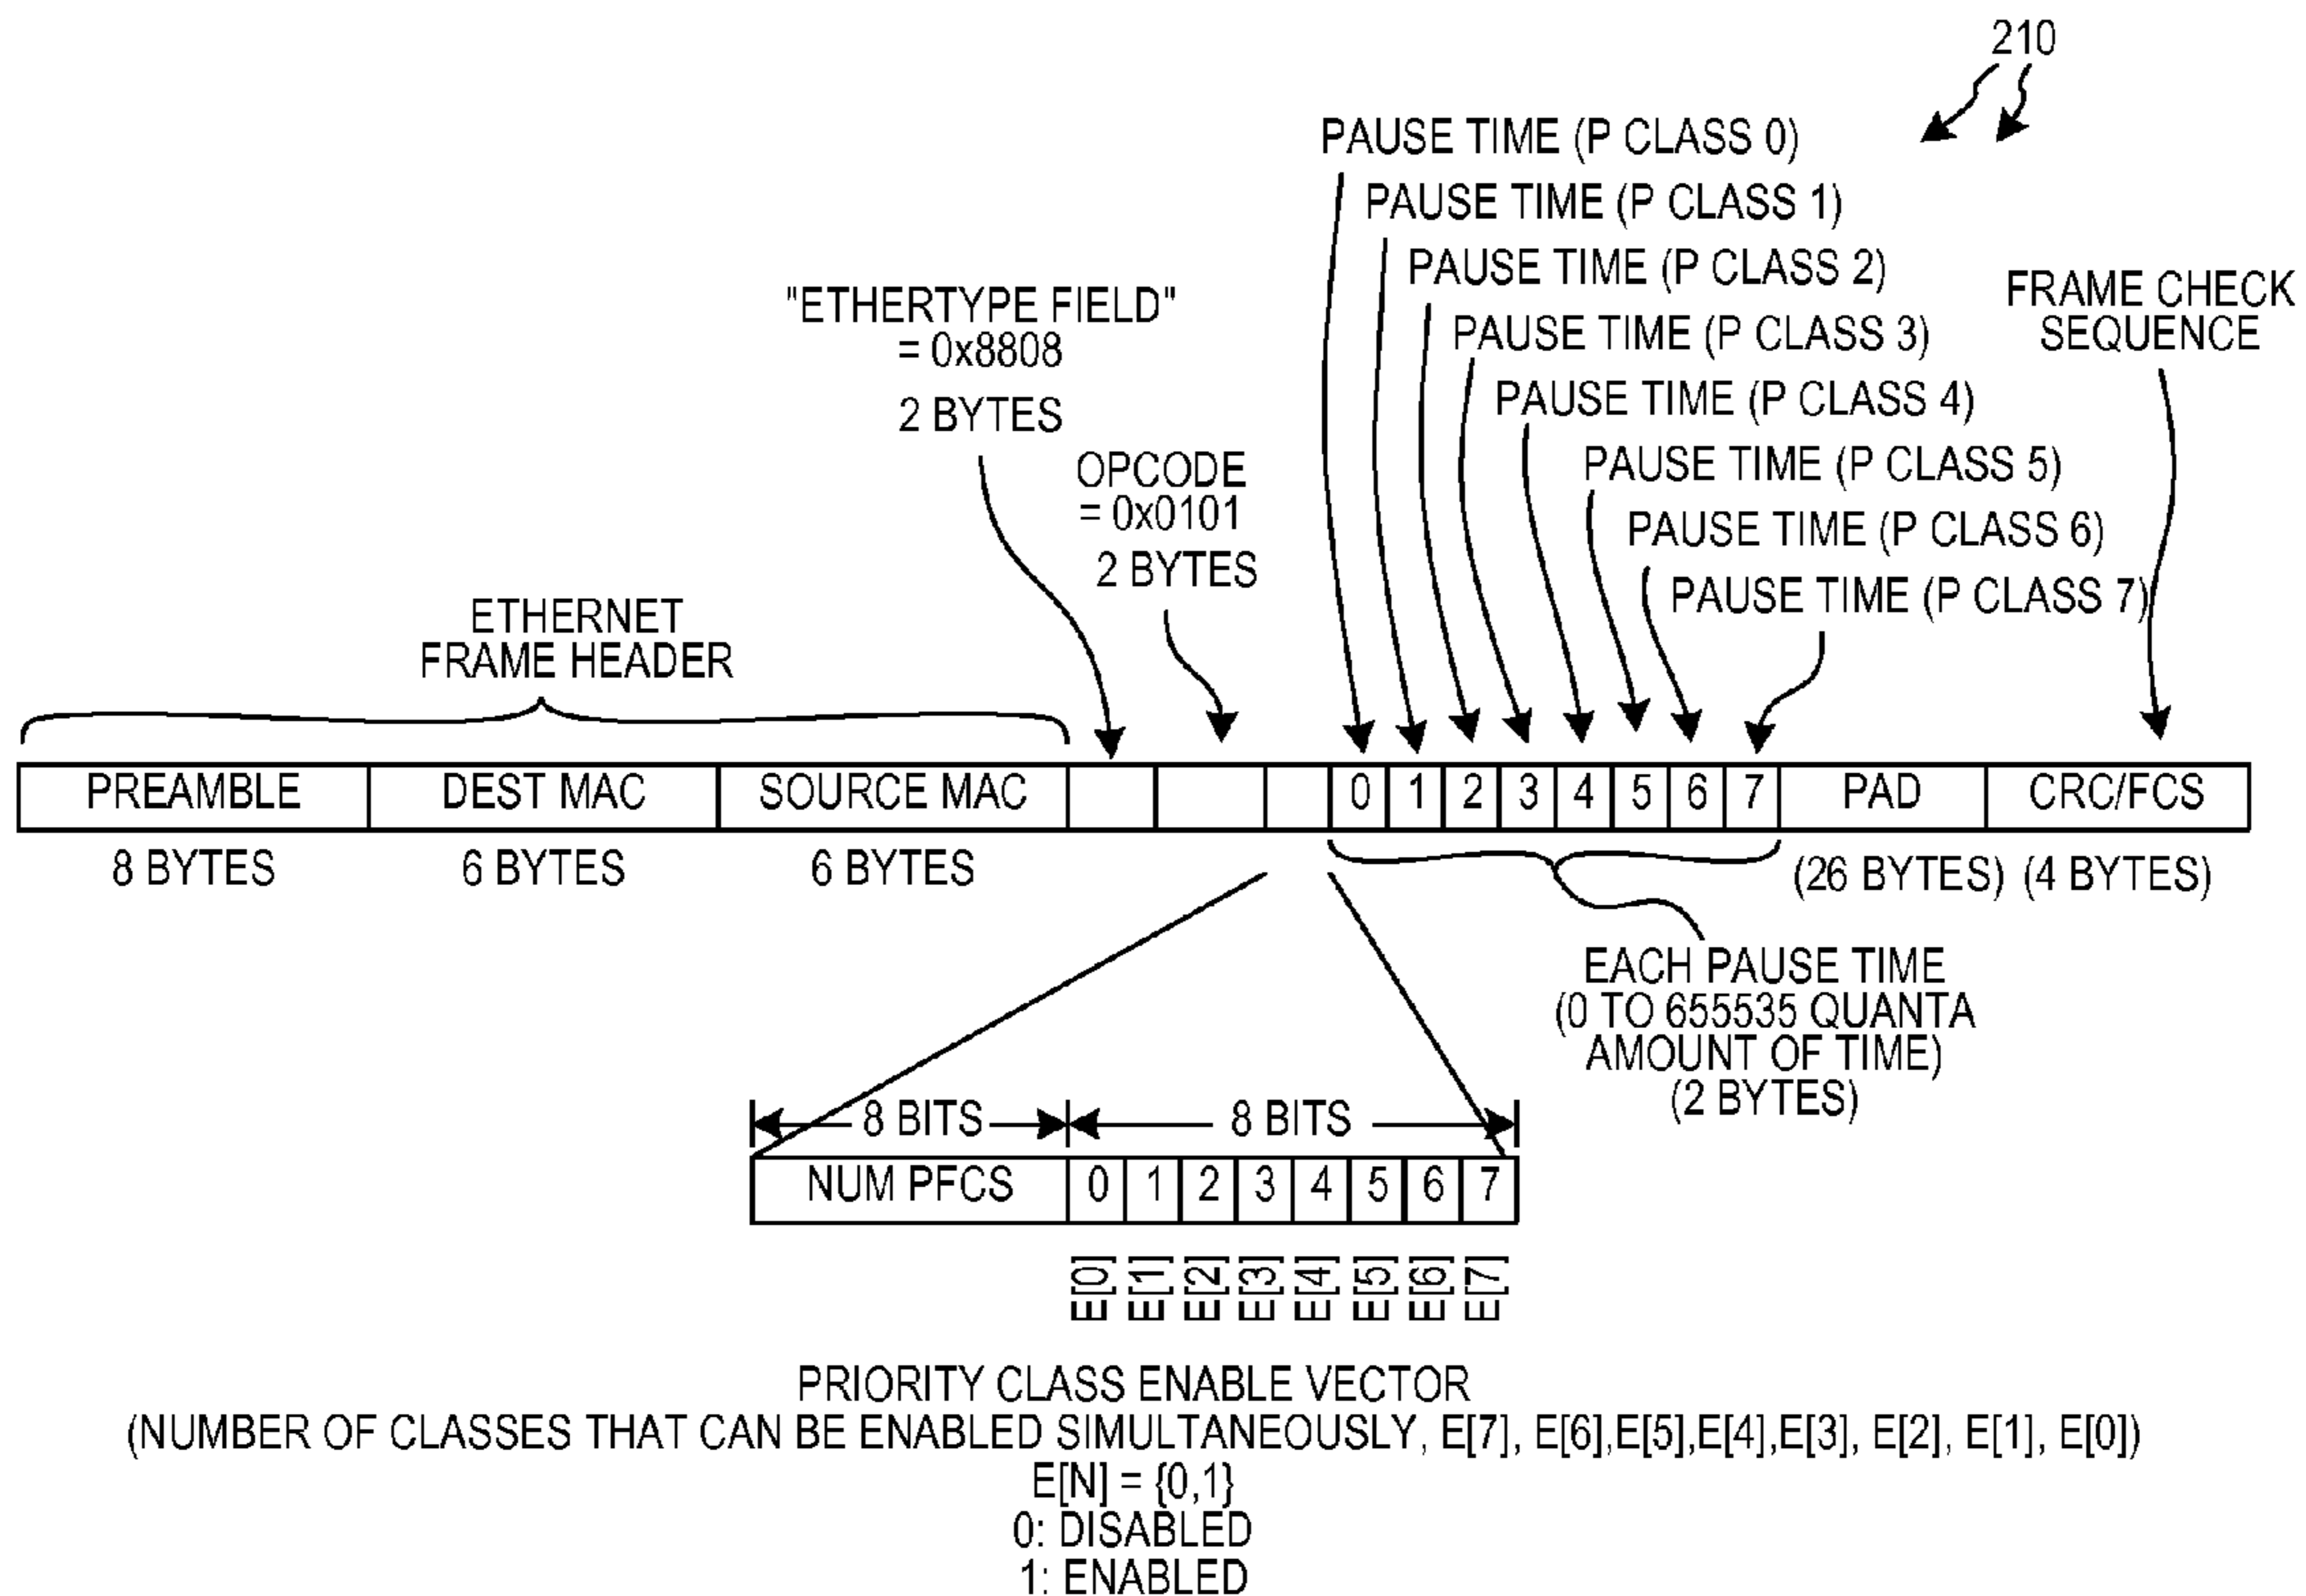 210
PAUSE TIME (P CLASS 0)
PAUSE TIME (P CLASS 1)
PAUSE TIME (P CLASS 2)
PAUSE TIME (P CLASS 3)
PAUSE TIME (P CLASS 4)
PAUSE TIME (P CLASS 5)
PAUSE TIME (P CLASS 6)
PAUSE TIME (P CLASS 7)
FRAME CHECK
SEQUENCE
"ETHERTYPE FIELD"
= 0x8808
2 BYTES
OPCODE
= 0x0101
2 BYTES
ETHERNET
FRAME HEADER
PREAMBLE DEST MAC SOURCE MAC 0 1 2 3 4 5 6 7 PAD CRC/FCS
8 BYTES 6 BYTES 6 BYTES (26 BYTES) (4 BYTES)
EACH PAUSE TIME
(0 TO 655535 QUANTA
AMOUNT OF TIME)
(2 BYTES)
8 BITS 8 BITS
NUM PFCS 0 1 2 3 4 5 6 7
E[0] E[1] E[2] E[3] E[4] E[5] E[6] E[7]
PRIORITY CLASS ENABLE VECTOR
(NUMBER OF CLASSES THAT CAN BE ENABLED SIMULTANEOUSLY, E[7], E[6],E[5],E[4],E[3], E[2], E[1], E[0])
E[N] = {0,1}
0: DISABLED
1: ENABLED